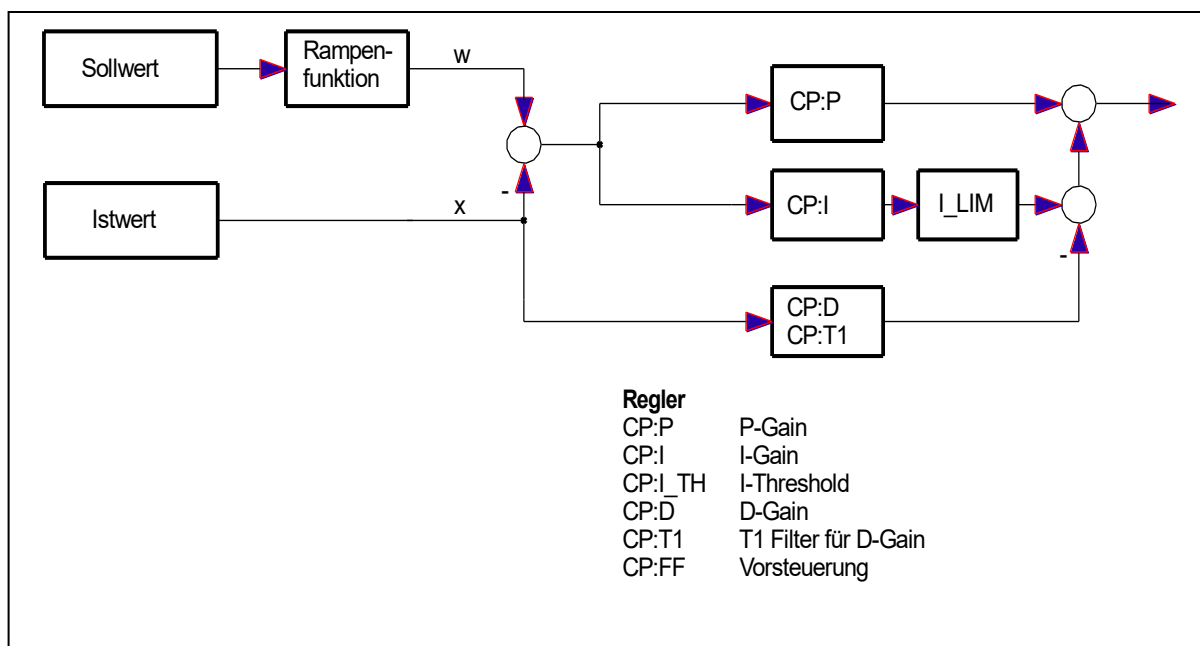 Sollwert
Rampen-
funktion
w
CP:P
-
CP:I
I_LIM
Istwert
x
-
CP:D
CP:T1
Regler
CP:P P-Gain
CP:I I-Gain
CP:I_TH I-Threshold
CP:D D-Gain
CP:T1 T1 Filter für D-Gain
CP:FF Vorsteuerung